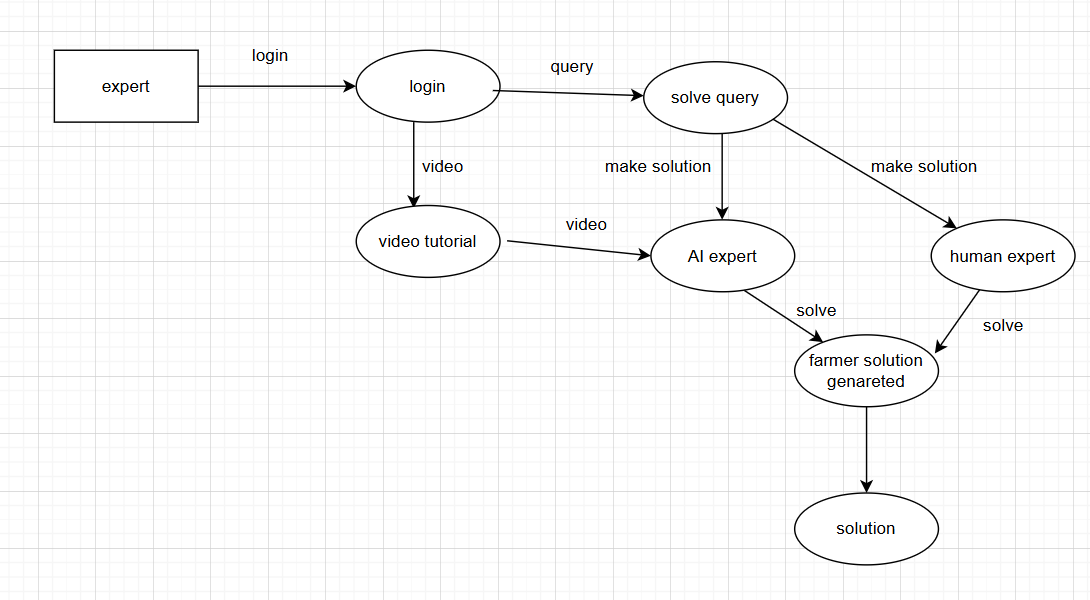 login
expert
login
query
solve query
video
make solution
make solution
video tutorial
video
AI expert
human expert
solve
solve
farmer solution
genareted
solution